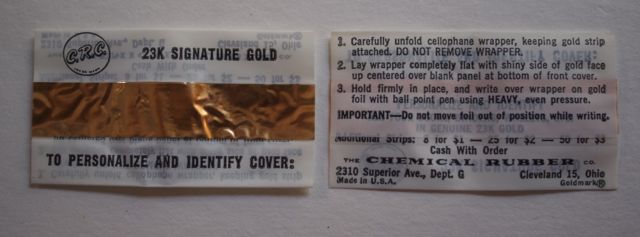 C.R.C.
TRADE MARK
23K SIGNATURE GOLD
TO PERSONALIZE AND IDENTIFY COVER:
1. Carefully unfold cellophane wrapper, keeping gold strip
attached. DO NOT REMOVE WRAPPER.
2. Lay wrapper completely flat with shiny side of gold face
up centered over blank panel at bottom of front cover.
3. Hold firmly in place, and write over wrapper on gold
foil with ball point pen using HEAVY, even pressure.
IMPORTANT—Do not move foil out of position while writing.
IN GENUINE 23K GOLD
Additional Strips: 8 for $1 — 25 for $2 — 50 for $3
Cash With Order
THE CHEMICAL RUBBER CO.
2310 Superior Ave., Dept. G Cleveland 15, Ohio
Made in U.S.A. Goldmark®